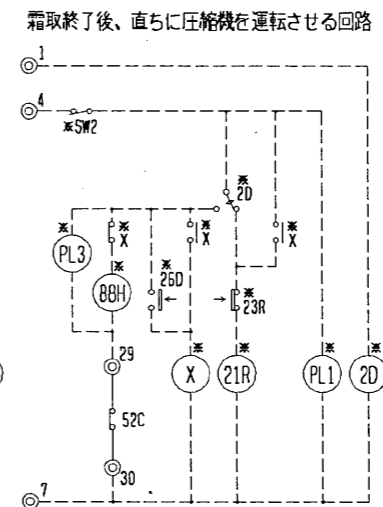 霜取終了後、直ちに圧縮機を運転させる回路
1
4
※SW2
※
2D
※
PL3
※
X
※
X
※
X
※
88H
※
26D
※
23R
29
※
X
※
21R
※
PL1
※
2D
52C
30
7